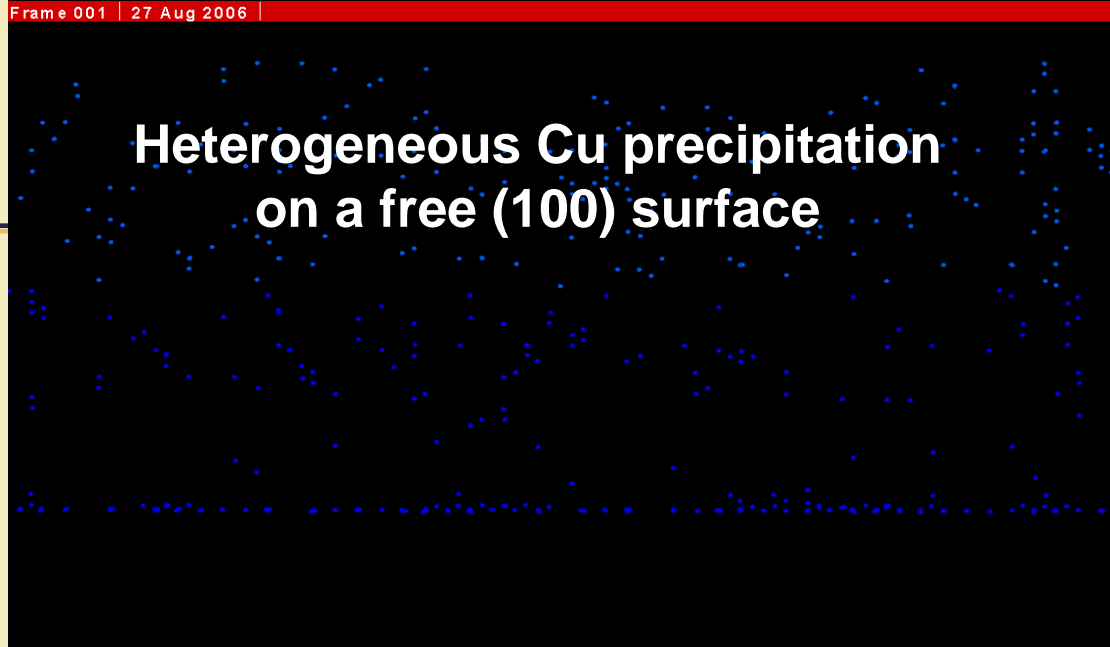 Frame 001 | 27 Aug 2006 |
Heterogeneous Cu precipitation
on a free (100) surface